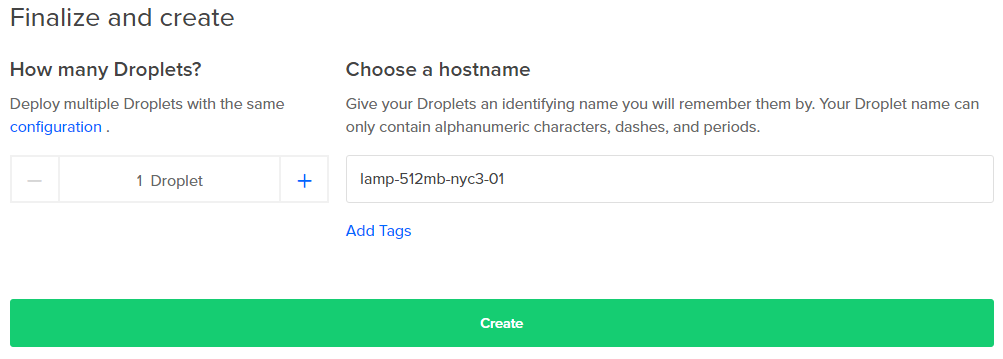 Finalize and create
How many Droplets?
Deploy multiple Droplets with the same
configuration .
1 Droplet
Choose a hostname
Give your Droplets an identifying name you will remember them by. Your Droplet name can
only contain alphanumeric characters, dashes, and periods.
lamp-512mb-nyc3-01
Add Tags
Create